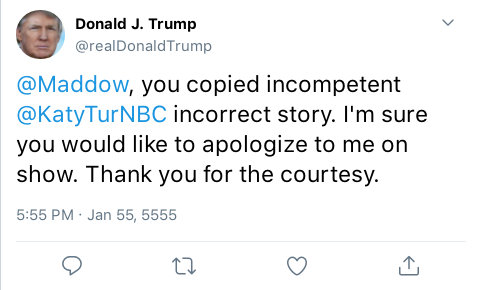 Donald J. Trump
@realDonaldTrump
@Maddow, you copied incompetent
@KatyTurNBC incorrect story. I'm sure
you would like to apologize to me on
show. Thank you for the courtesy.
5:55 PM · Jan 55, 5555